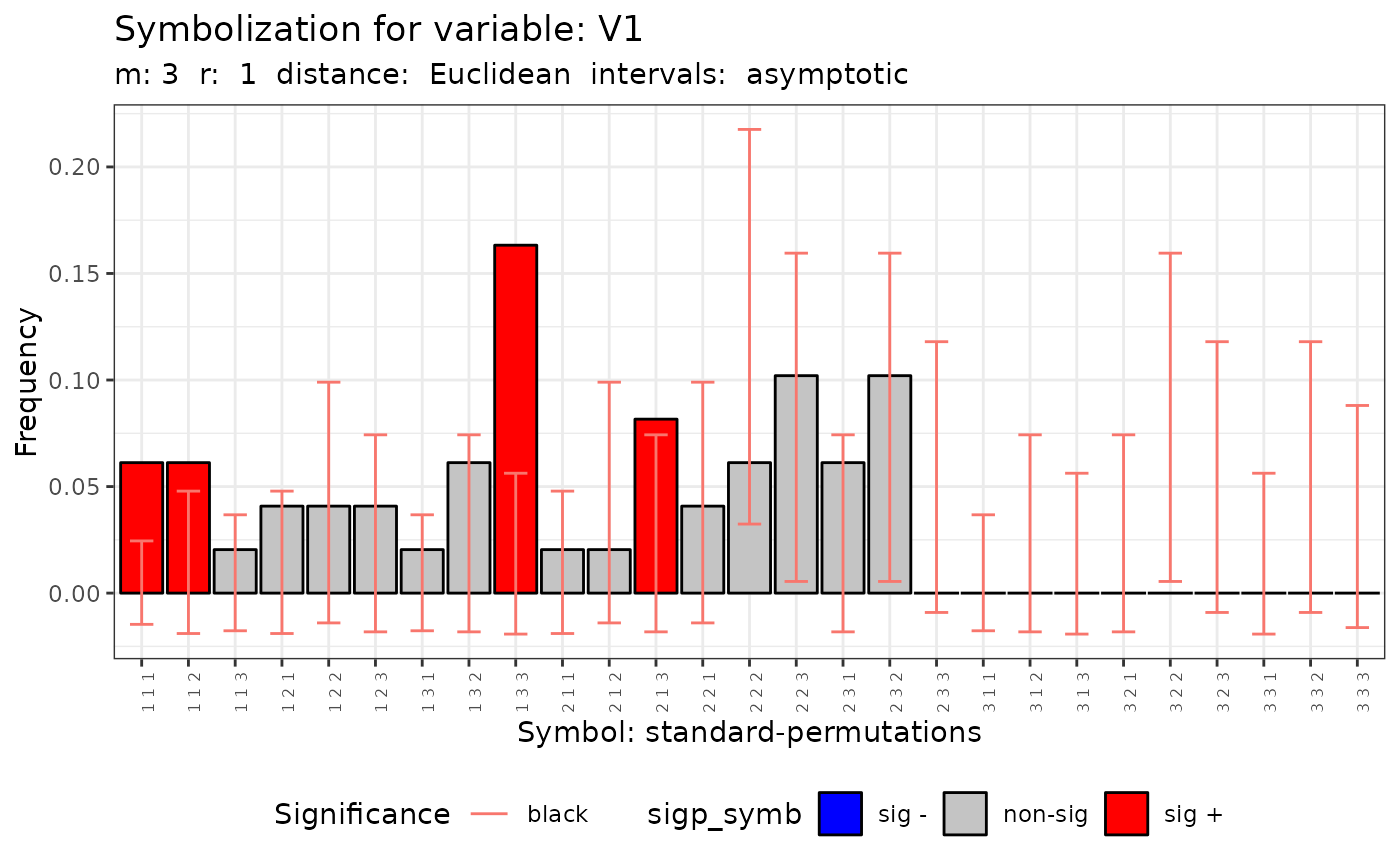 Symbolization for variable: V1
m: 3 r: 1 distance: Euclidean intervals: asymptotic
Frequency
0.20
0.15
0.10
0.05
0.00
1 1 1
1 1 2
1 1 3
1 2 1
1 2 2
1 2 3
1 3 1
1 3 2
1 3 3
2 1 1
2 1 2
2 1 3
2 2 1
2 2 2
2 2 3
2 3 1
2 3 2
2 3 3
3 1 1
3 1 2
3 1 3
3 2 1
3 2 2
3 2 3
3 3 1
3 3 2
3 3 3
Symbol: standard-permutations
Significance black sigp_symb sig - non-sig sig +